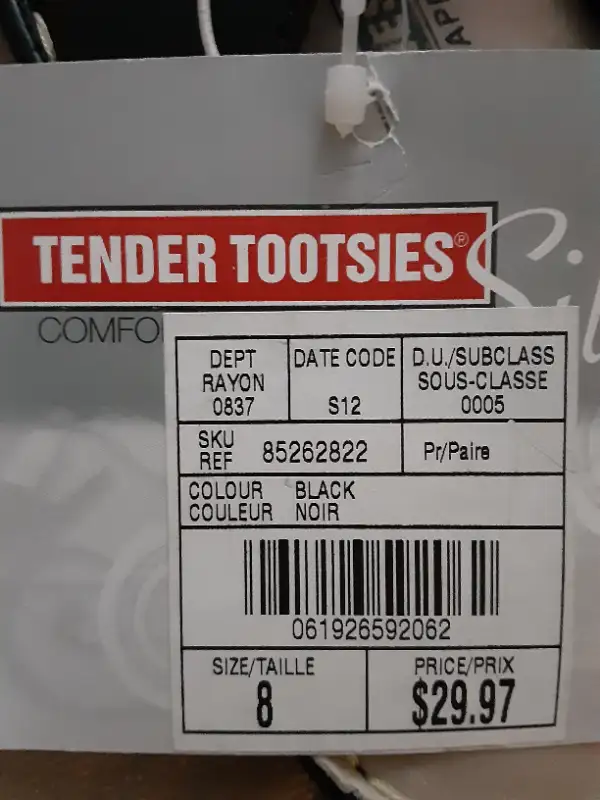 TENDER TOOTSIES®
COMFO
DEPT
RAYON
0837
DATE CODE
S12
D.U./SUBCLASS
SOUS-CLASSE
0005
SKU
REF
85262822
Pr/Paire
COLOUR BLACK
COULEUR NOIR
061926592062
SIZE/TAILLE
8
PRICE/PRIX
$29.97